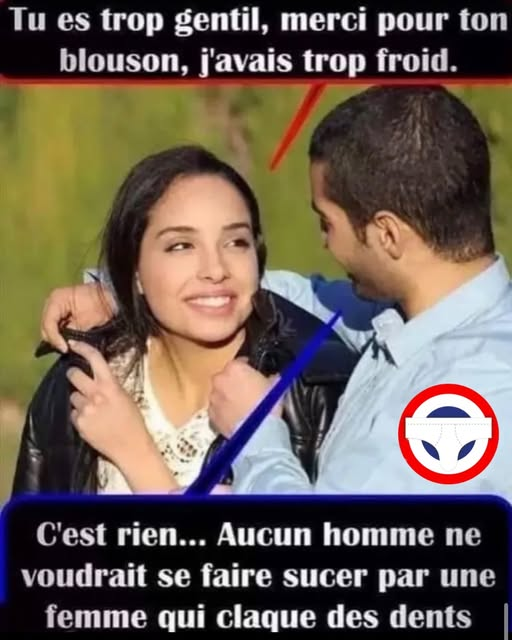 Tu es trop gentil, merci pour ton
blouson, j'avais trop froid.
C'est rien... Aucun homme ne
voudrait se faire sucer par une
femme qui claque des dents